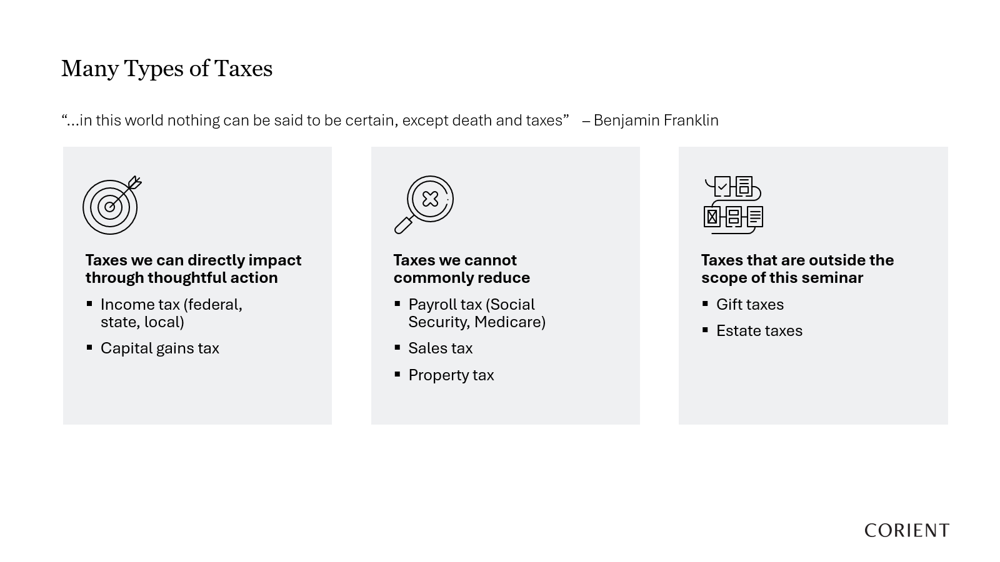 Many Types of Taxes
“…in this world nothing can be said to be certain, except death and taxes” – Benjamin Franklin
Taxes we can directly impact
through thoughtful action
▪ Income tax (federal,
state, local)
▪ Capital gains tax
Taxes we cannot
commonly reduce
▪ Payroll tax (Social
Security, Medicare)
▪ Sales tax
▪ Property tax
Taxes that are outside the
scope of this seminar
▪ Gift taxes
▪ Estate taxes
CORIENT